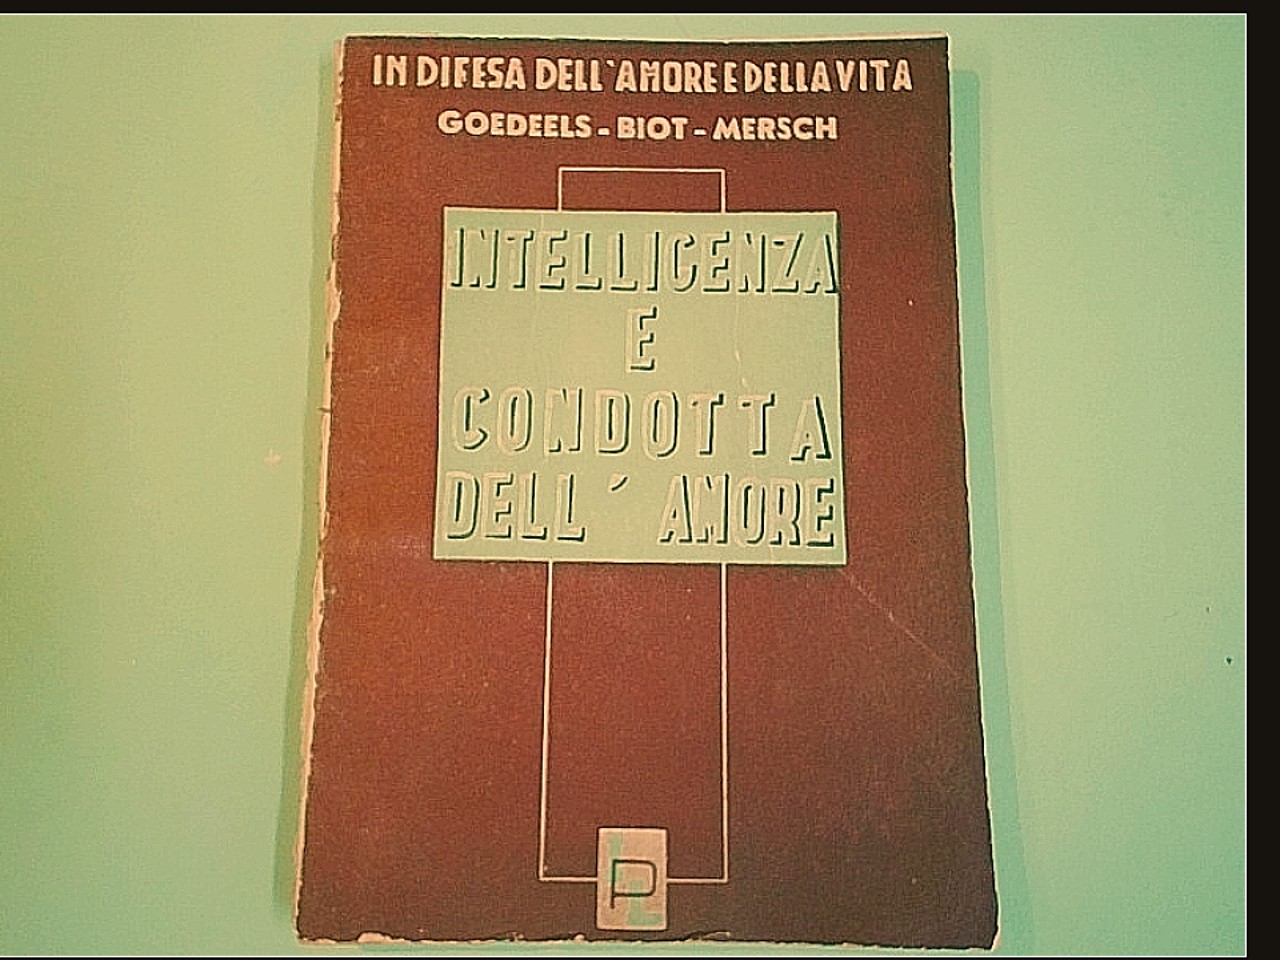 IN DIFESA DELL'AMORE E DELLA VITA
GOEDEELS - BIOT - MERSCH
INTELLIGENZA
E
CONDOTTA
DELL' AMORE
P